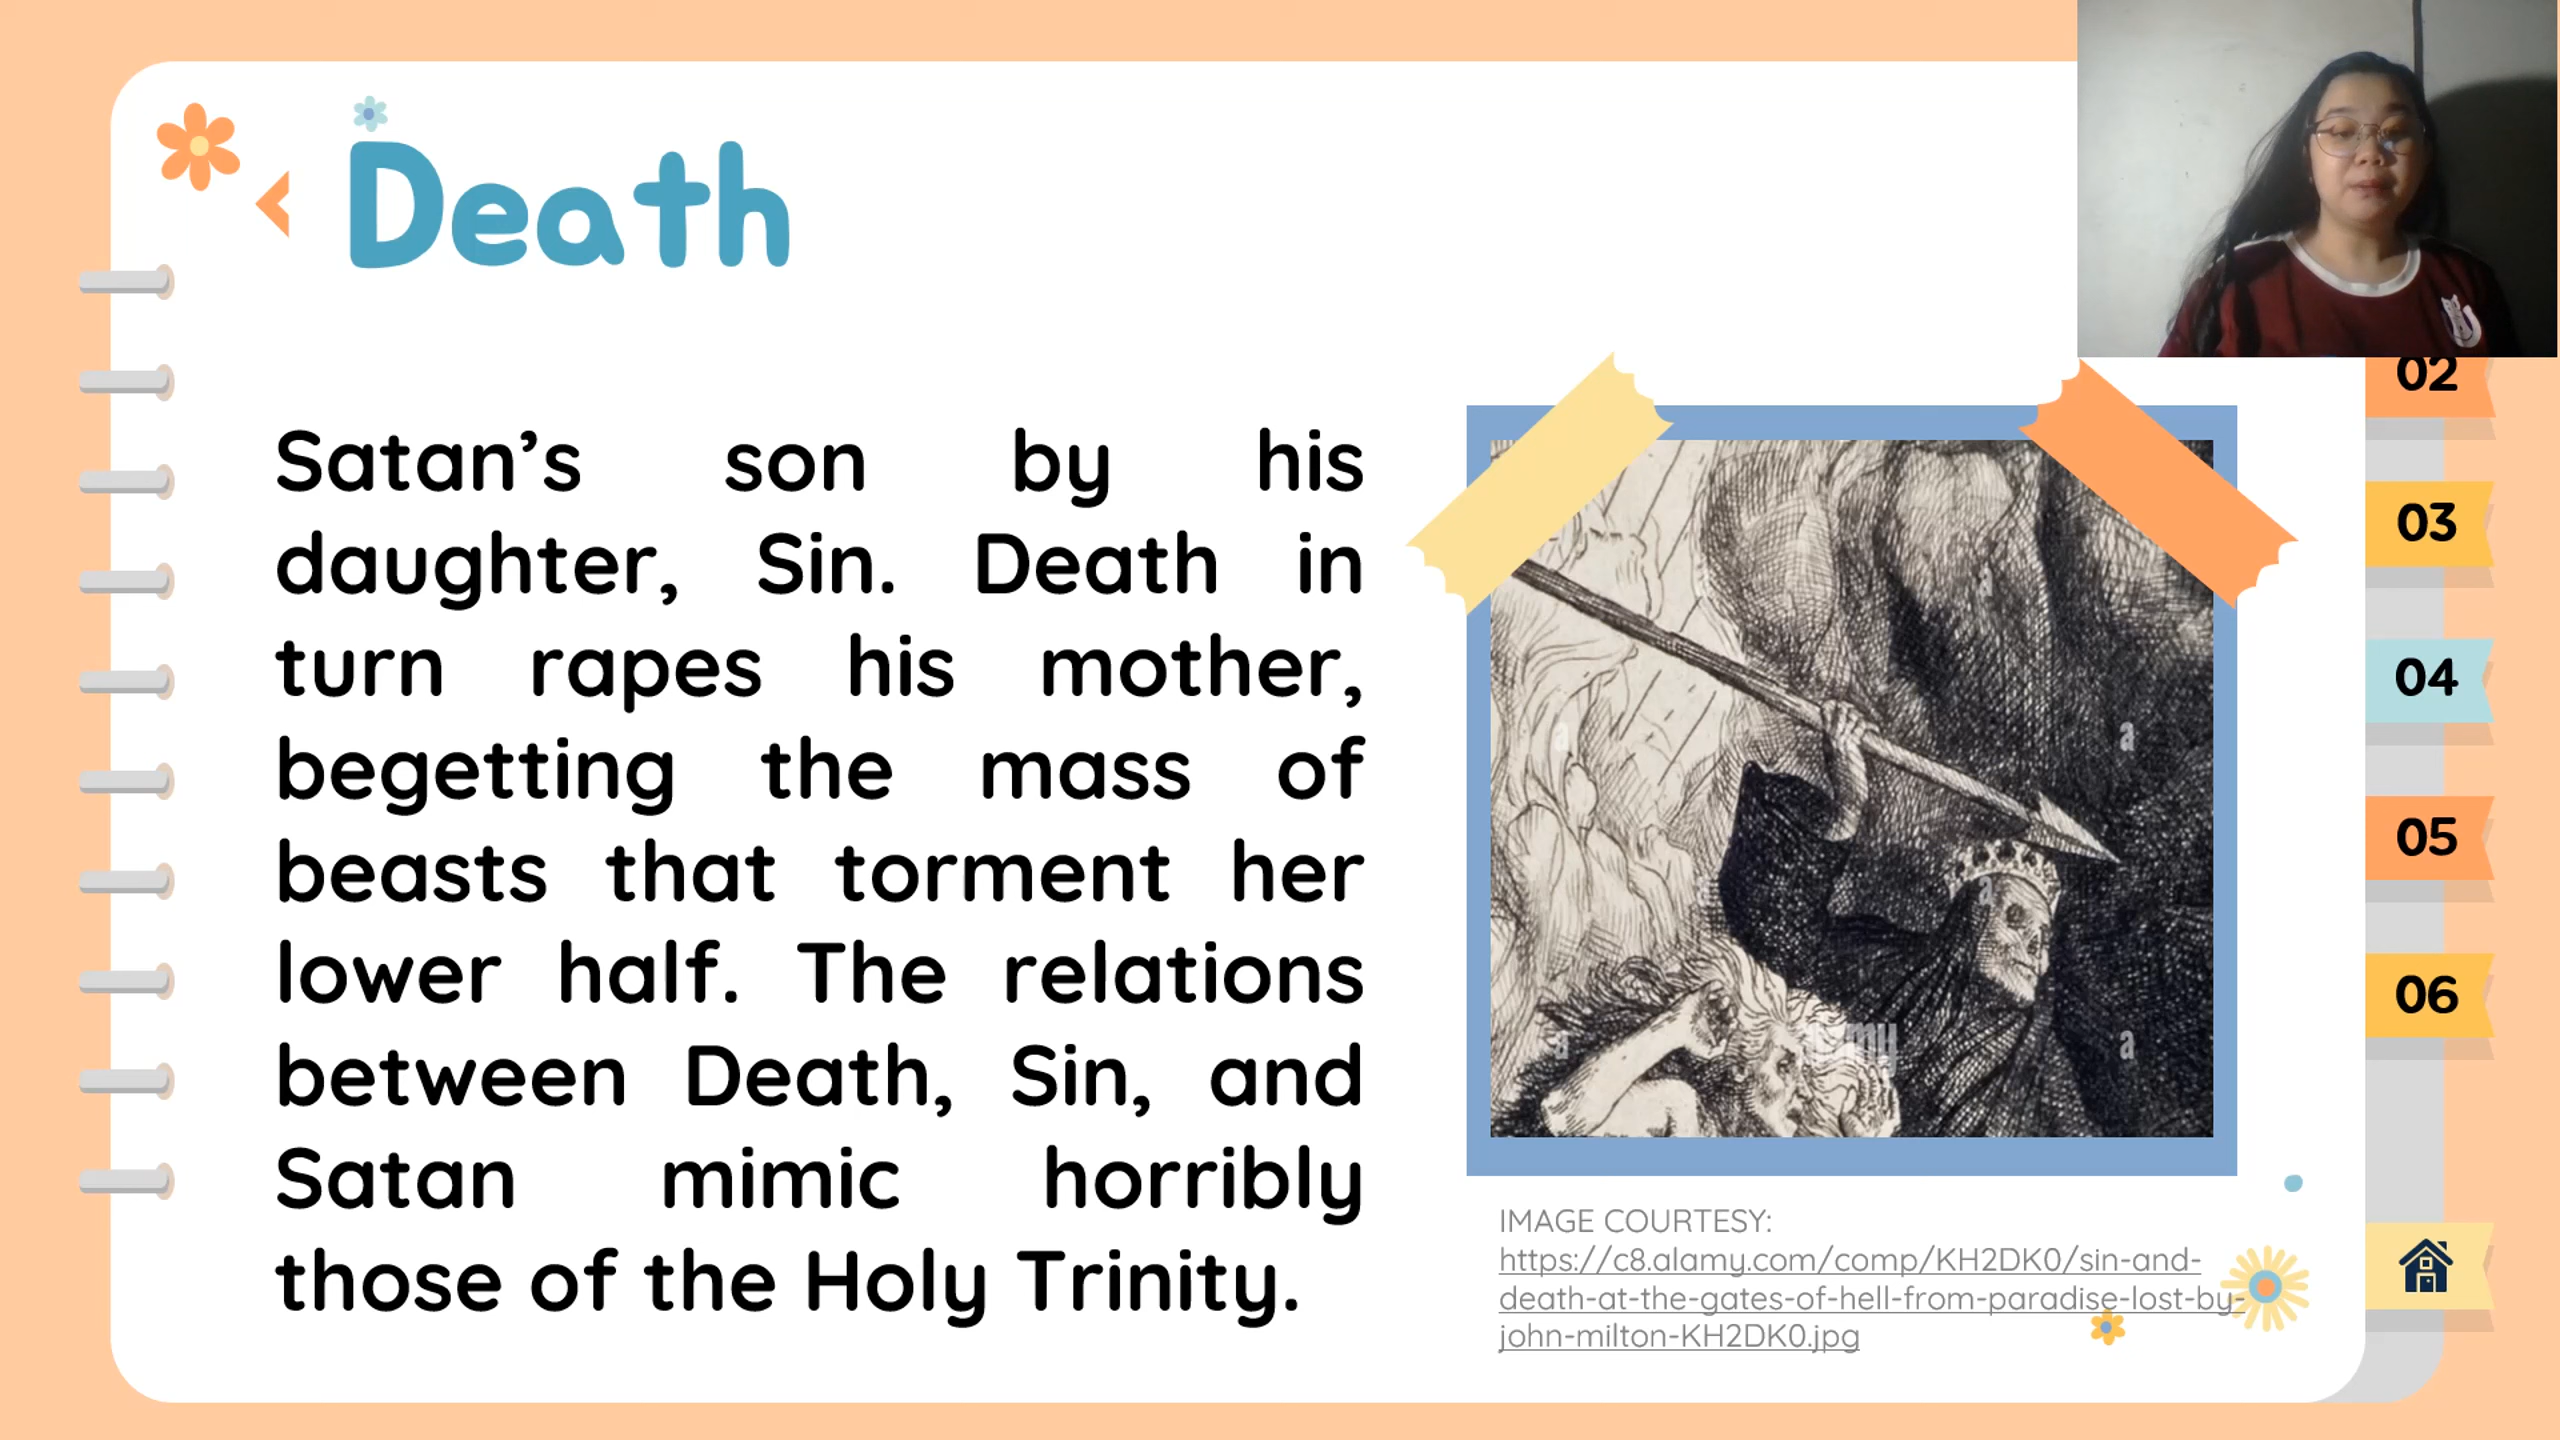 Death
Satan’s son by his
daughter, Sin. Death in
turn rapes his mother,
begetting the mass of
beasts that torment her
lower half. The relations
between Death, Sin, and
Satan mimic horribly
those of the Holy Trinity.
02
03
04
05
06
a
a
a
a
a
a
IMAGE COURTESY:
https://c8.alamy.com/comp/KH2DK0/sin-and-
death-at-the-gates-of-hell-from-paradise-lost-by-
john-milton-KH2DK0.jpg